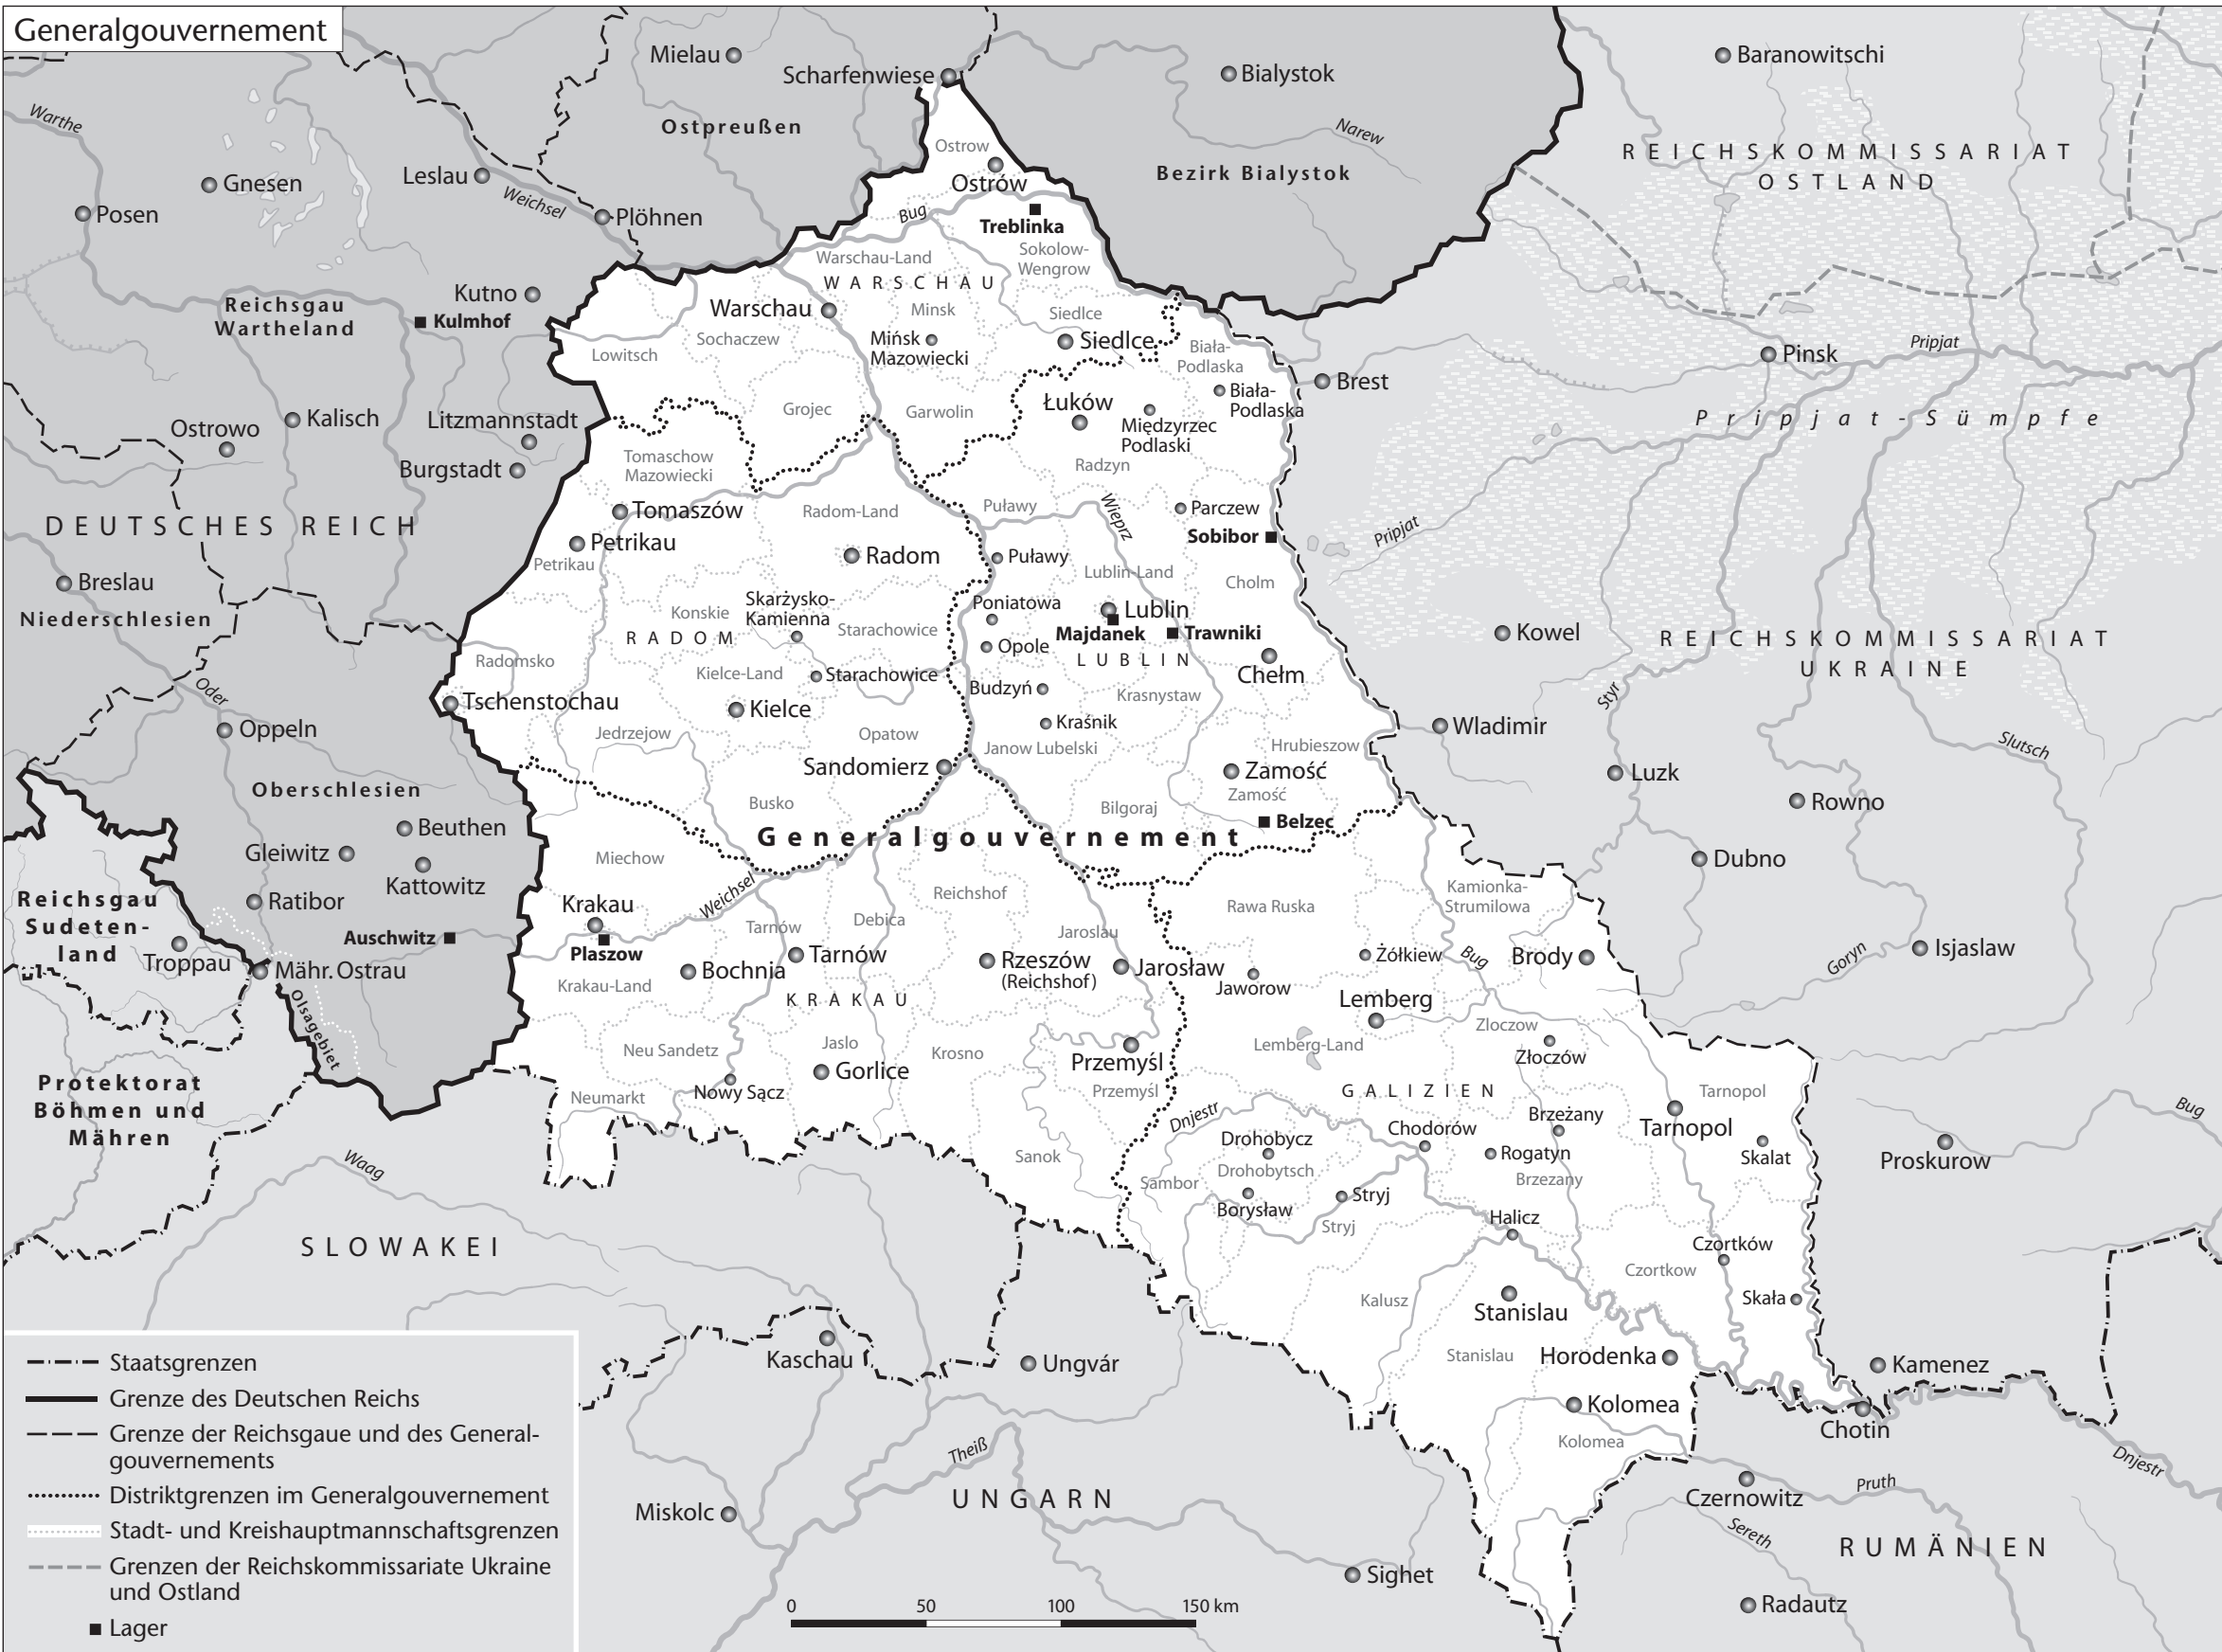 Generalgouvernement
Mielau
Scharfenwiese
Bialystok
Baranowitschi
Warthe
Ostpreußen
Narew
Ostrow
REICHSKOMMISSARIAT
OSTLAND
Gnesen
Leslau
Bezirk Bialystok
Ostrów
Posen
Weichsel
Plöhnen
Bug
Treblinka
Warschau-Land
Sokolow-
Wengrow
WARSCHAU
Kutno
Reichsgau
Wartheland
Kulmhof
Warschau
Minsk
Siedlce
Sochaczew
Mińsk
Mazowiecki
Siedlce
Lowitsch
Biała-
Podlaska
Pinsk
Pripjat
Brest
Biała-
Podlaska
Grojec
Garwolin
Łuków
Międzyrzec
Podlaski
Pripjat-Sümpfe
Kalisch
Ostrowo
Litzmannstadt
Burgstadt
Tomaschow
Mazowiecki
Radzyn
DEUTSCHES REICH
Tomaszów
Radom-Land
Puławy
Wieprz
Parczew
Sobibor
Pripjat
Petrikau
Petrikau
Radom
Puławy
Lublin-Land
Cholm
Breslau
Niederschlesien
Konskie
Skarżysko-
Kamienna
Starachowice
Poniatowa
Lublin
Majdanek
Trawniki
Kowel
REICHSKOMMISSARIAT
UKRAINE
RADOM
Opole
LUBLIN
Radomsko
Kielce-Land
Starachowice
Budzyń
Krasnystaw
Chełm
Oder
Tschenstochau
Kielce
Kraśnik
Styr
Wladimir
Oppeln
Jedrzejow
Opatow
Janow Lubelski
Hrubieszow
Slutsch
Sandomierz
Zamość
Zamość
Luzk
Oberschlesien
Busko
Bilgoraj
Rowno
Beuthen
Belzec
Generalgouvernement
Gleiwitz
Kattowitz
Miechow
Dubno
Ratibor
Reichsgau
Sudeten-
land
Krakau
Weichsel
Reichshof
Kamionka-
Strumilowa
Rawa Ruska
Auschwitz
Plaszow
Tarnów
Debica
Jaroslau
Troppau
Mähr. Ostrau
Bochnia
Tarnów
Rzeszów
(Reichshof)
Jarosław
Jaworow
Żółkiew
Bug
Brody
Goryn
Isjaslaw
Krakau-Land
KRAKAU
Lemberg
Olsagebiet
Neu Sandetz
Jaslo
Krosno
Przemyśl
Lemberg-Land
Zloczow
Złoczów
Gorlice
Protektorat
Böhmen und
Mähren
Neumarkt
Nowy Sącz
Przemyśl
GALIZIEN
Tarnopol
Bug
Dnjestr
Drohobycz
Chodorów
Brzeżany
Tarnopol
Waag
Sanok
Sambor
Drohobytsch
Rogatyn
Brzezany
Skalat
Proskurow
Borysław
Stryj
Stryj
Halicz
SLOWAKEI
Czortków
Czortkow
Kalusz
Stanislau
Skała
Kaschau
Ungvár
Stanislau
Horodenka
Kamenez
Kolomea
Chotin
Kolomea
Theiß
Dnjestr
UNGARN
Miskolc
Czernowitz
Pruth
Sereth
RUMÄNIEN
Sighet
Radautz
Staatsgrenzen
Grenze des Deutschen Reichs
Grenze der Reichsgaue und des General-
gouvernements
Distriktgrenzen im Generalgouvernement
Stadt- und Kreishauptmannschaftsgrenzen
Grenzen der Reichskommissariate Ukraine
und Ostland
Lager
0 50 100 150 km